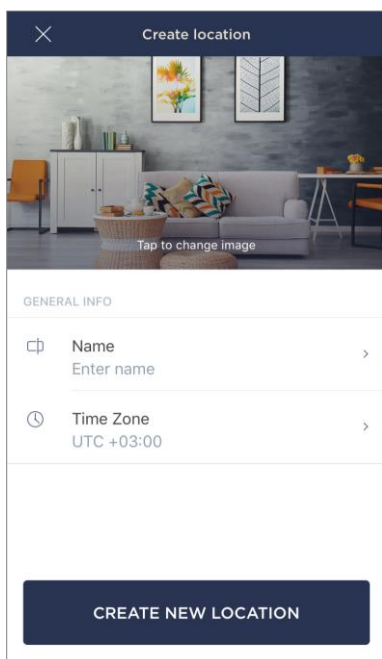 Create location
Tap to change image
GENERAL INFO
Name
Enter name
Time Zone
UTC +03:00
CREATE NEW LOCATION